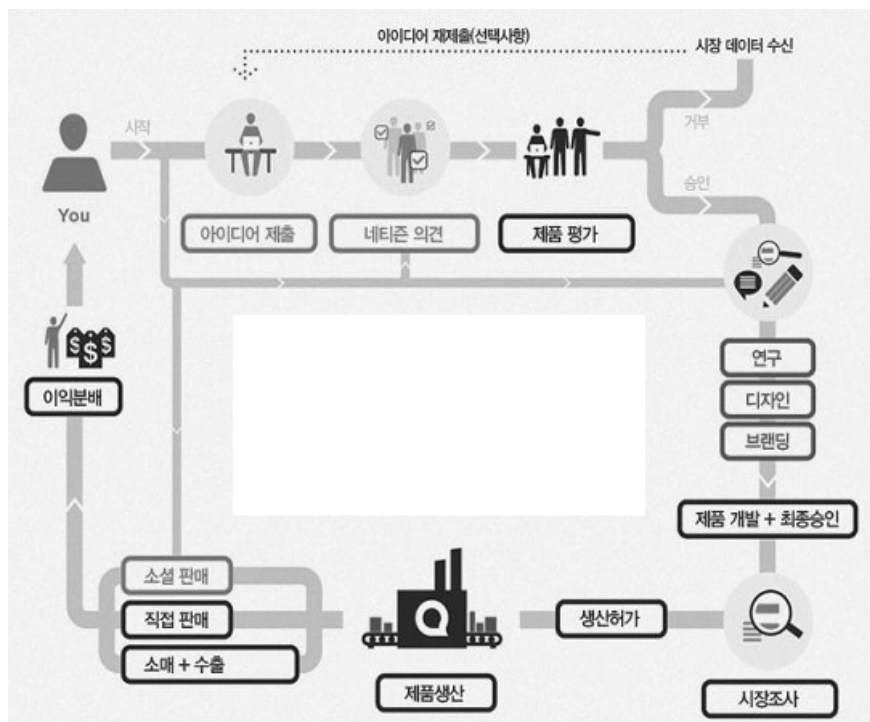 아이디어 재제출(선택사항)
시장 데이터 수신
시작
거부
승인
You
아이디어 제출
네티즌 의견
제품 평가
이익분배
연구
디자인
브랜딩
제품 개발 + 최종승인
소셜 판매
직접 판매
소매 + 수출
생산허가
제품생산
시장조사